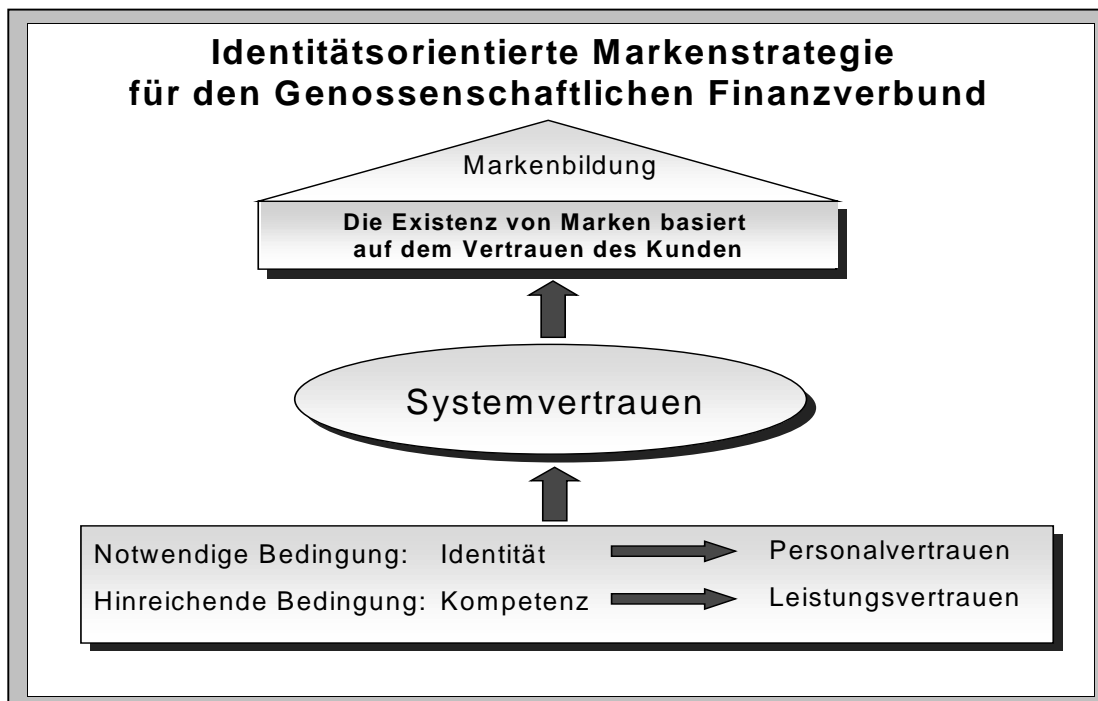 Identitätsorientierte Markenstrategie
für den Genossenschaftlichen Finanzverbund
Markenbildung
Die Existenz von Marken basiert
auf dem Vertrauen des Kunden
Systemvertrauen
Notwendige Bedingung: Identität Personalvertrauen
Hinreichende Bedingung: Kompetenz Leistungsvertrauen